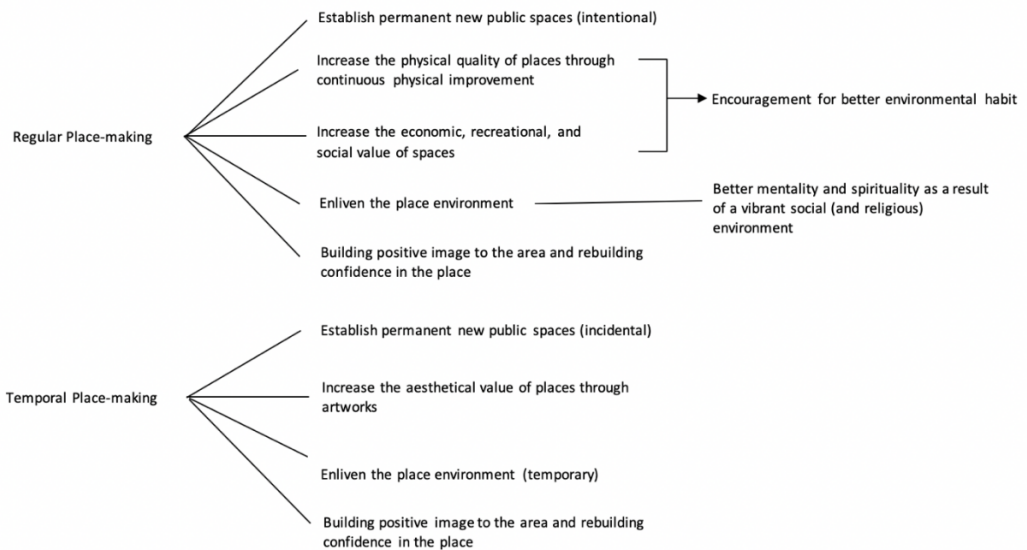 Establish permanent new public spaces (intentional)
Increase the physical quality of places through
continuous physical improvement
Encouragement for better environmental habit
Regular Place-making
Increase the economic, recreational, and
social value of spaces
Enliven the place environment
Better mentality and spirituality as a result
of a vibrant social (and religious)
environment
Building positive image to the area and rebuilding
confidence in the place
Establish permanent new public spaces (incidental)
Temporal Place-making
Increase the aesthetical value of places through
artworks
Enliven the place environment (temporary)
Building positive image to the area and rebuilding
confidence in the place